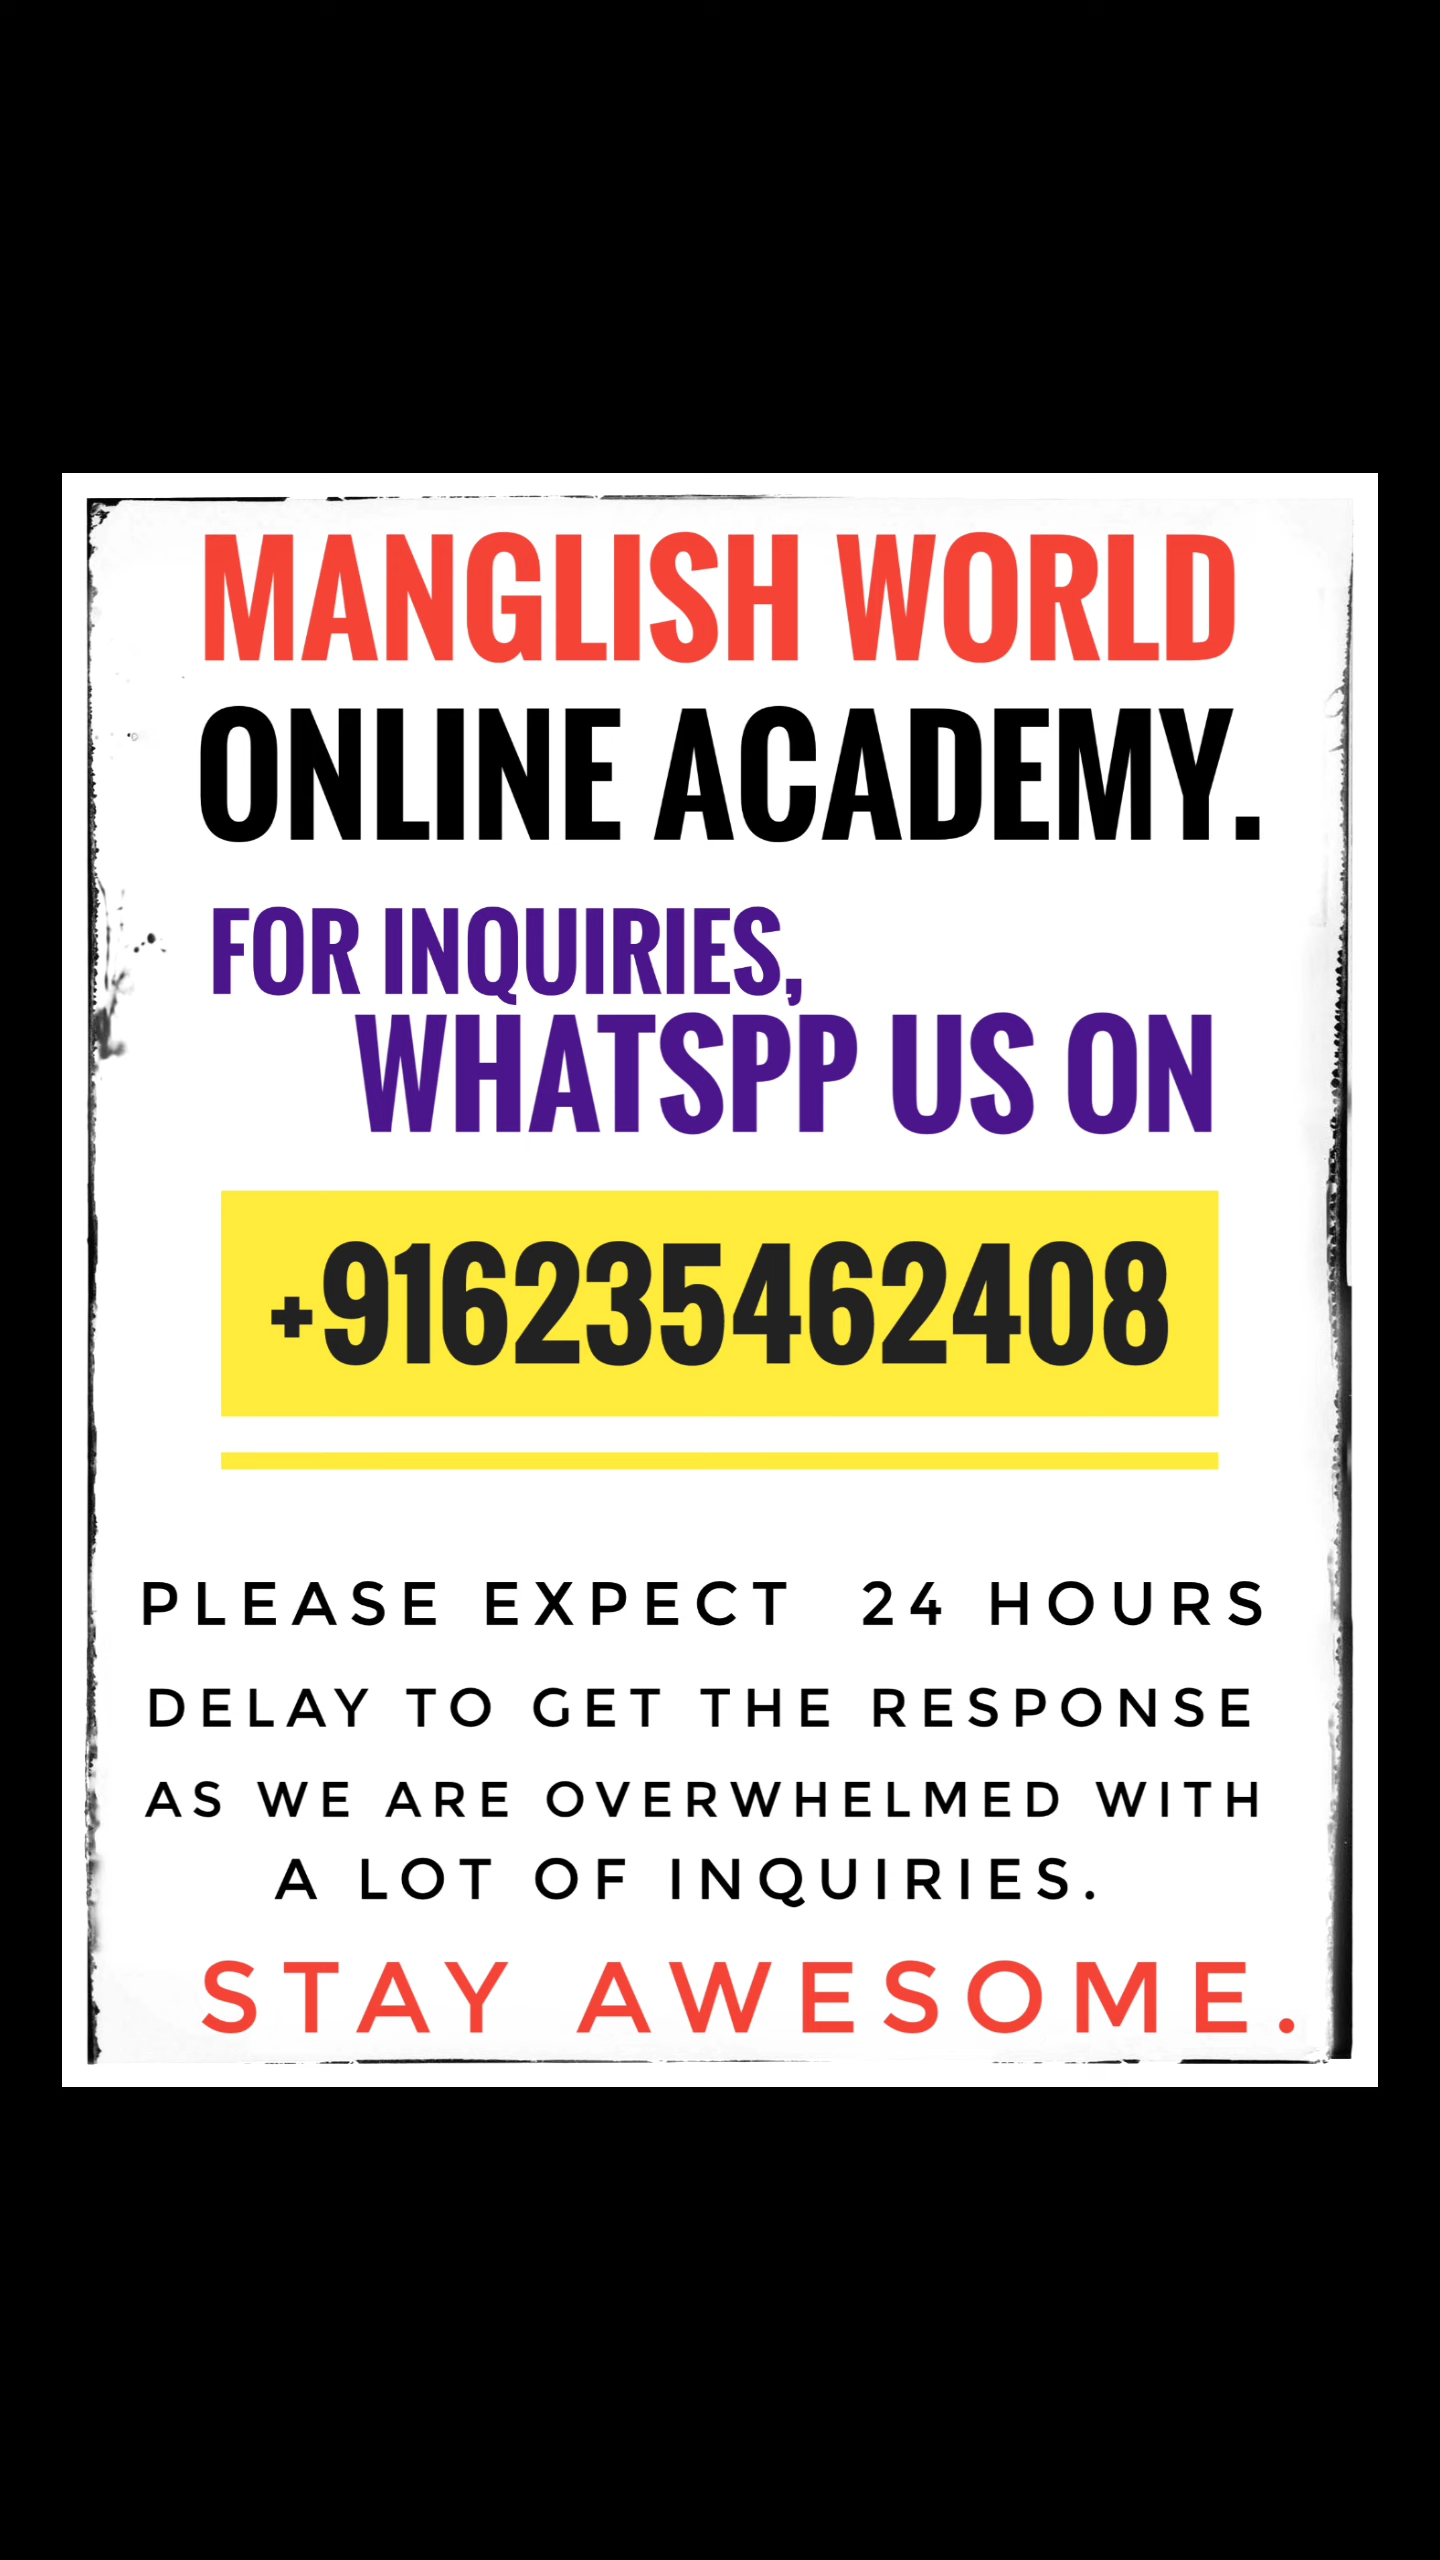 MANGLISH WORLD
ONLINE ACADEMY.
FOR INQUIRIES,
WHATSPP US ON
+916235462408
PLEASE EXPECT 24 HOURS
DELAY TO GET THE RESPONSE
AS WE ARE OVERWHELMED WITH
A LOT OF INQUIRIES.
STAY AWESOME.